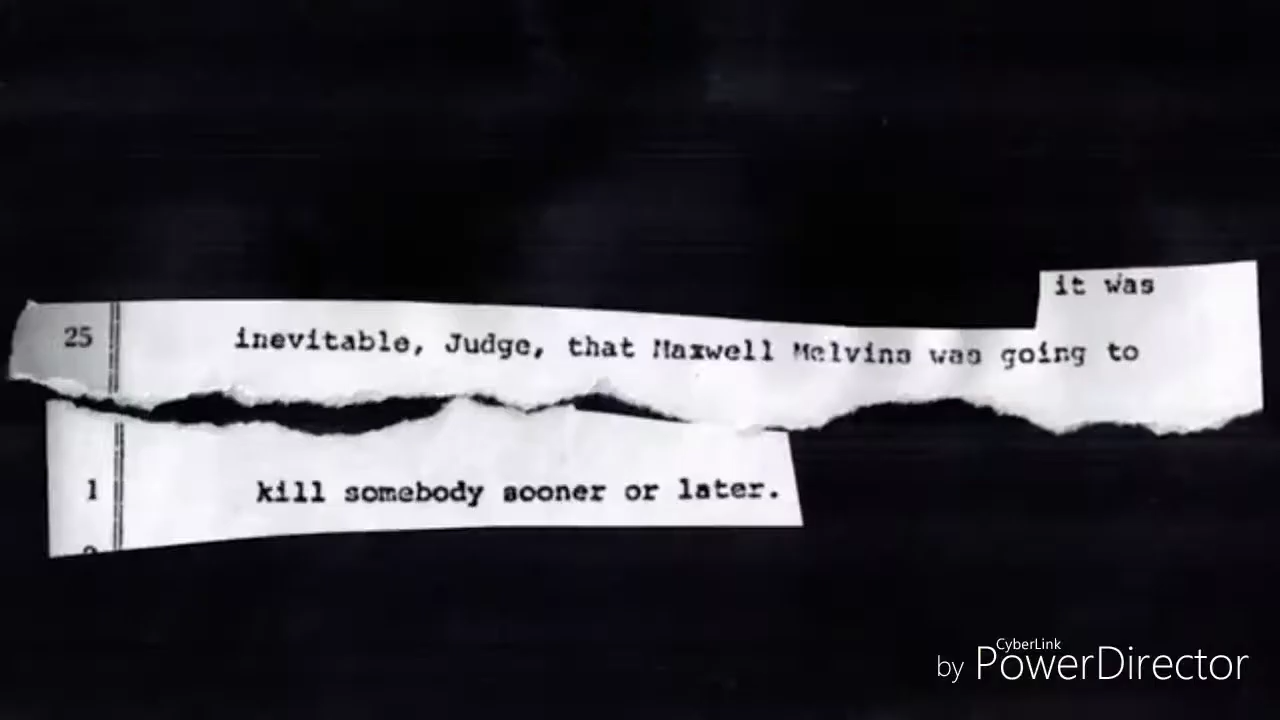 it was
25 inevitable, Judge, that Maxwell Melvins was going to
1 kill somebody sooner or later.
CyberLink
by PowerDirector